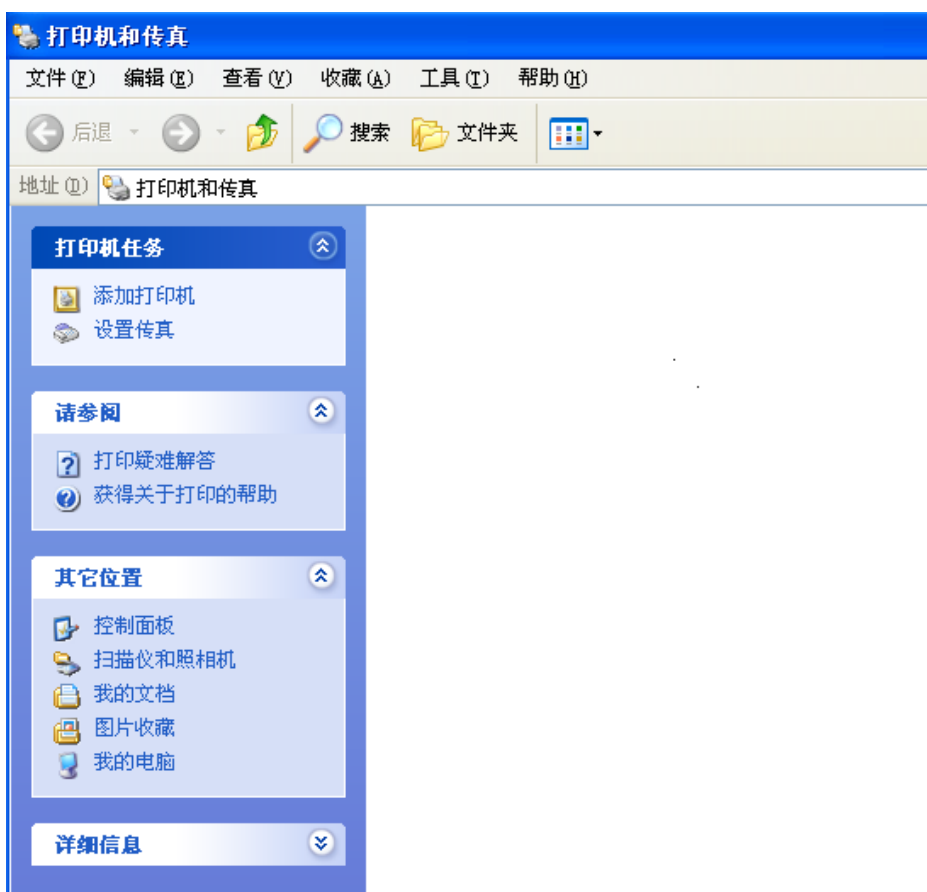 打印机和传真
文件(F) 编辑(E) 查看(V) 收藏(A) 工具(T) 帮助(H)
后退 搜索 文件夹
地址(D) 打印机和传真
打印机任务
添加打印机
设置传真
请参阅
打印疑难解答
获得关于打印的帮助
其它位置
控制面板
扫描仪和照相机
我的文档
图片收藏
我的电脑
详细信息